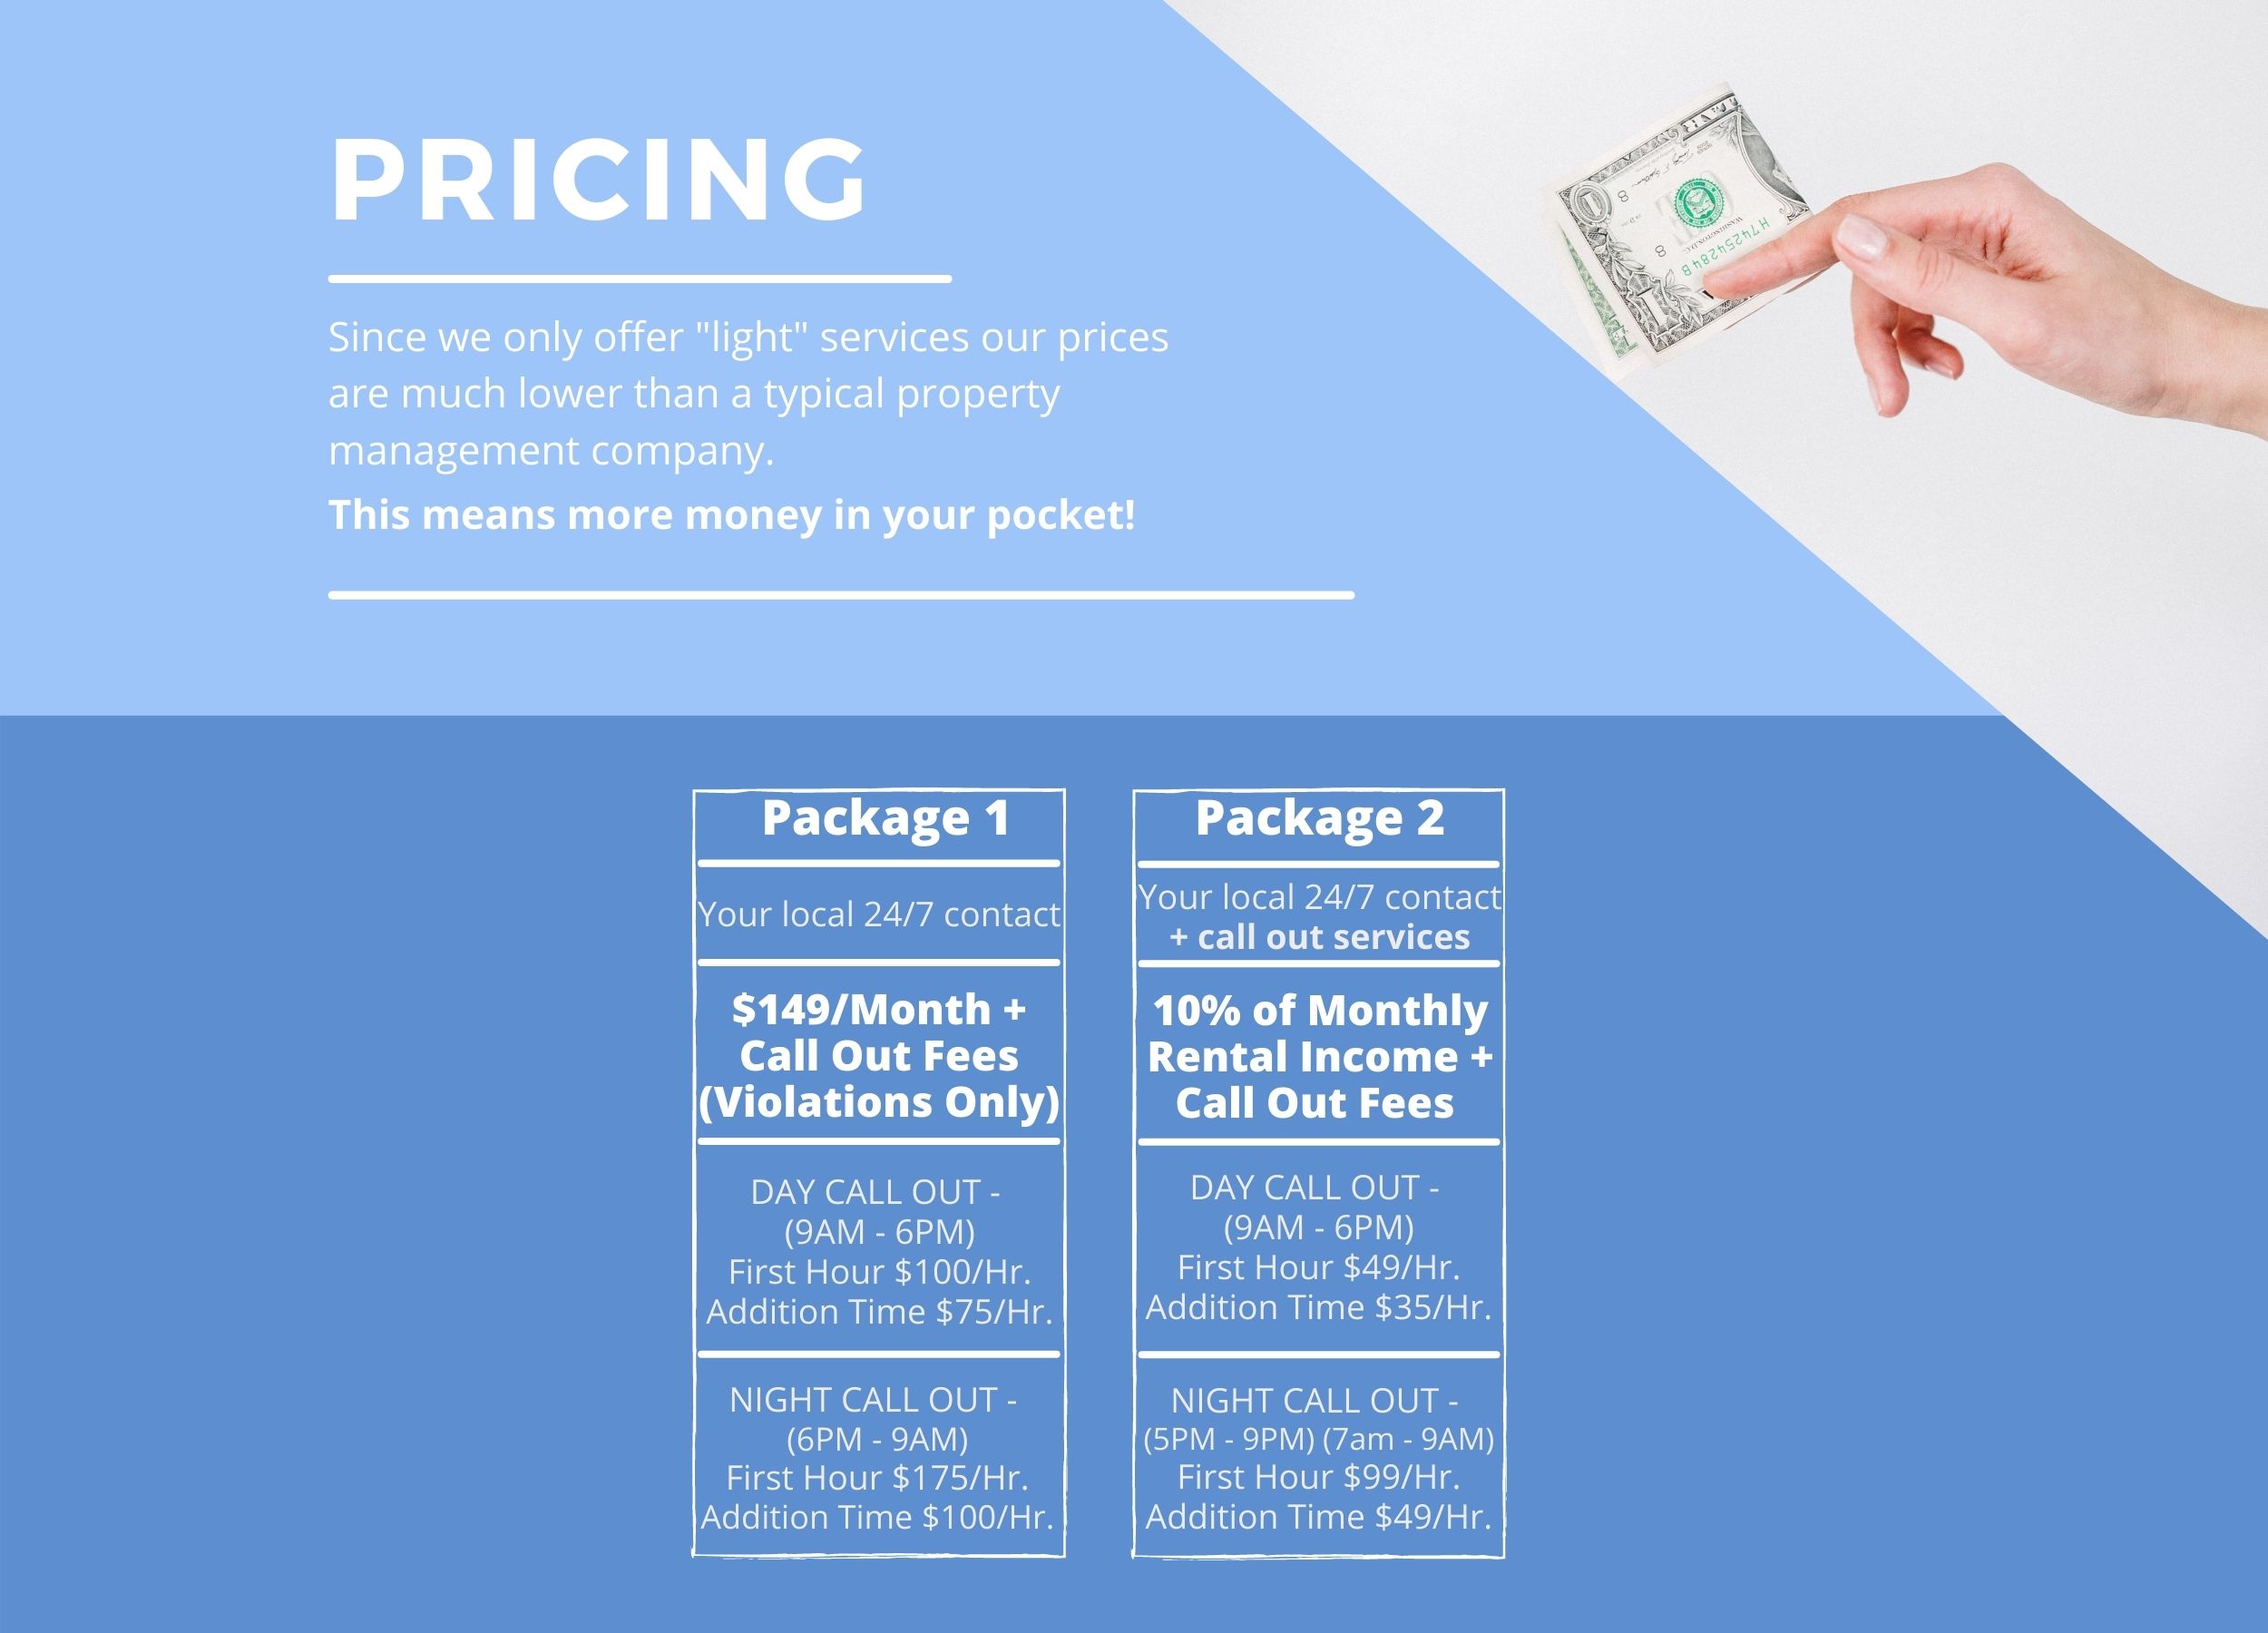 PRICING
Since we only offer "light" services our prices
are much lower than a typical property
management company.
This means more money in your pocket!
Package 1
Your local 24/7 contact
$149/Month +
Call Out Fees
(Violations Only)
DAY CALL OUT -
(9AM - 6PM)
First Hour $100/Hr.
Addition Time $75/Hr.
NIGHT CALL OUT -
(6PM - 9AM)
First Hour $175/Hr.
Addition Time $100/Hr.
Package 2
Your local 24/7 contact
+ call out services
10% of Monthly
Rental Income +
Call Out Fees
DAY CALL OUT -
(9AM - 6PM)
First Hour $49/Hr.
Addition Time $35/Hr.
NIGHT CALL OUT -
(5PM - 9PM) (7am - 9AM)
First Hour $99/Hr.
Addition Time $49/Hr.
H74254284B
WASHINGTON, D.C.